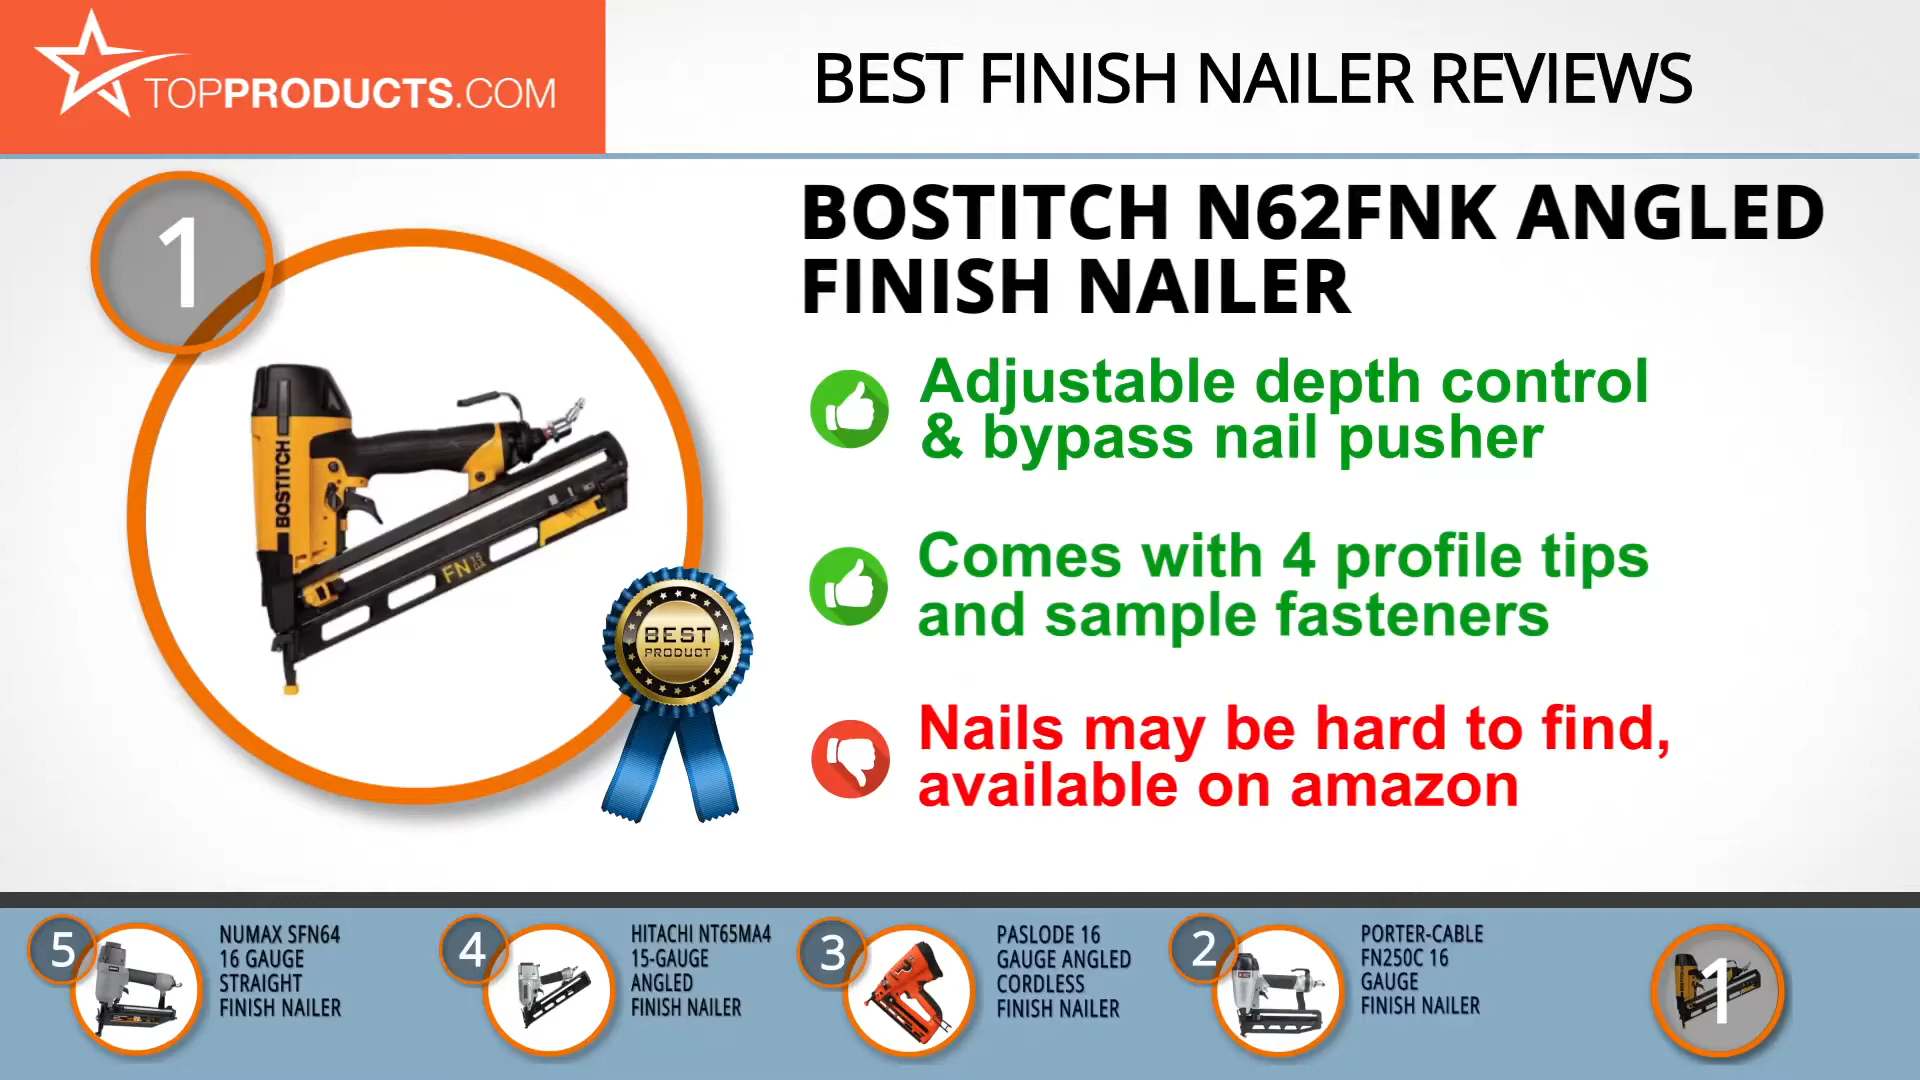 TOPPRODUCTS.COM
BEST FINISH NAILER REVIEWS
1
BOSTITCH N62FNK ANGLED
FINISH NAILER
BOSTITCH
FN 15
GA
BEST
PRODUCT
Adjustable depth control
& bypass nail pusher
Comes with 4 profile tips
and sample fasteners
Nails may be hard to find,
available on amazon
5
NUMAX SFN64
16 GAUGE
STRAIGHT
FINISH NAILER
4
HITACHI NT65MA4
15-GAUGE
ANGLED
FINISH NAILER
3
PASLODE 16
GAUGE ANGLED
CORDLESS
FINISH NAILER
2
PORTER-CABLE
FN250C 16
GAUGE
FINISH NAILER
1